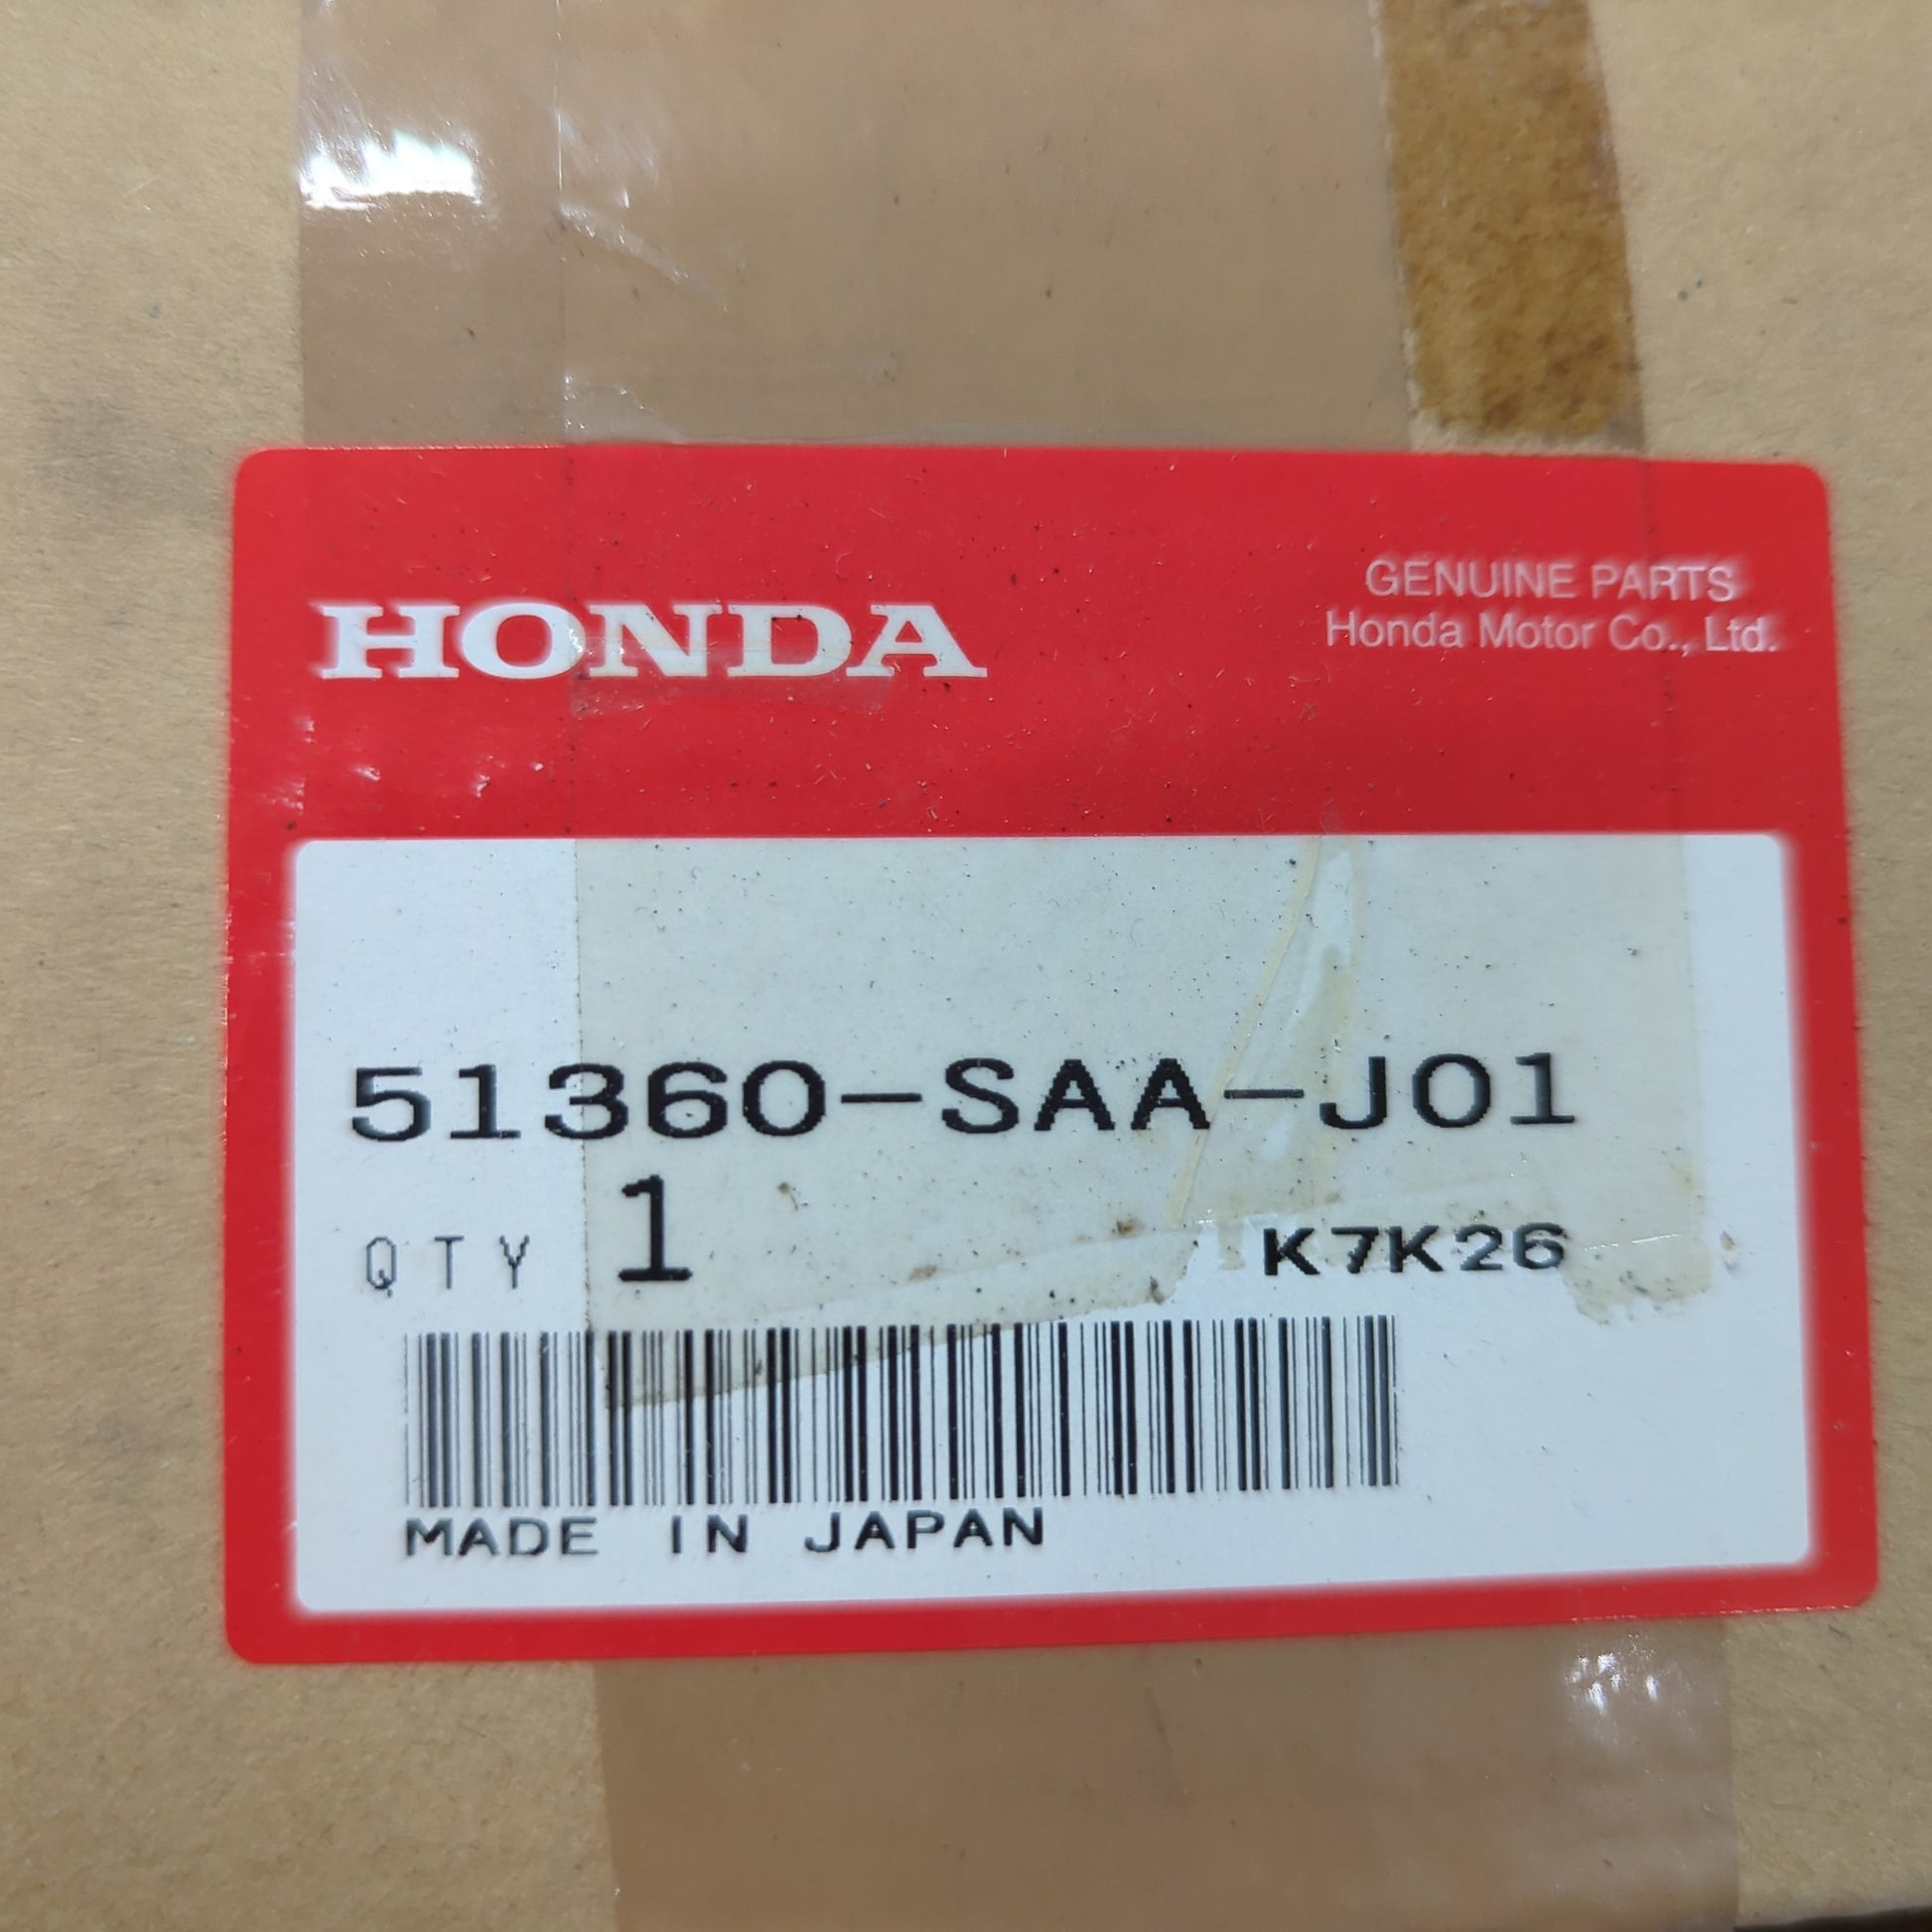 HONDA
GENUINE PARTS
Honda Motor Co., Ltd.
51360-SAA-J01
QTY 1 K7K26
MADE IN JAPAN